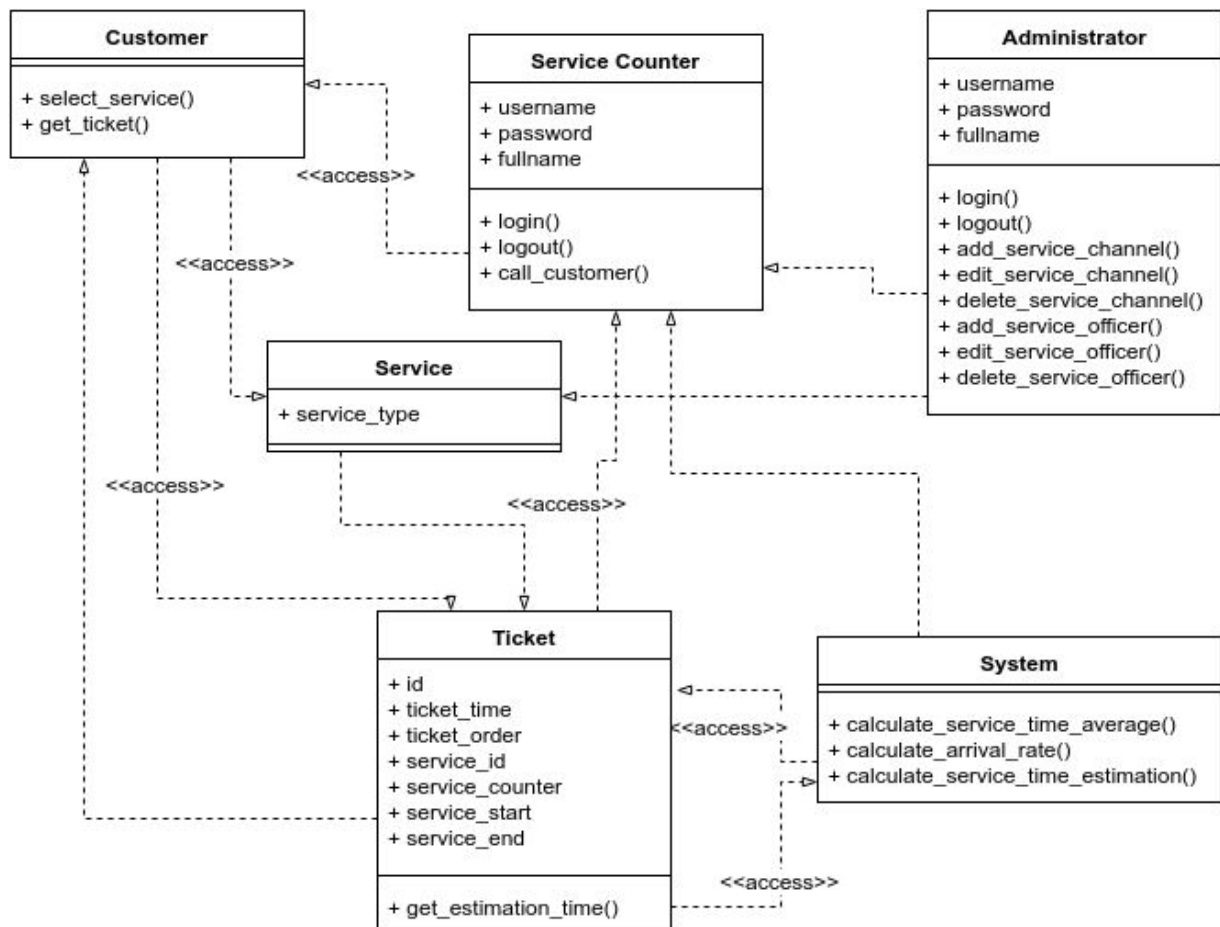 Customer
+ select_service()
+ get_ticket()
Service Counter
+ username
+ password
+ fullname
+ login()
+ logout()
+ call_customer()
Administrator
+ username
+ password
+ fullname
+ login()
+ logout()
+ add_service_channel()
+ edit_service_channel()
+ delete_service_channel()
+ add_service_officer()
+ edit_service_officer()
+ delete_service_officer()
<<access>>
<<access>>
Service
+ service_type
<<access>>
<<access>>
Ticket
+ id
+ ticket_time
+ ticket_order
+ service_id
+ service_counter
+ service_start
+ service_end
+ get_estimation_time()
<<access>>
System
+ calculate_service_time_average()
+ calculate_arrival_rate()
+ calculate_service_time_estimation()
<<access>>